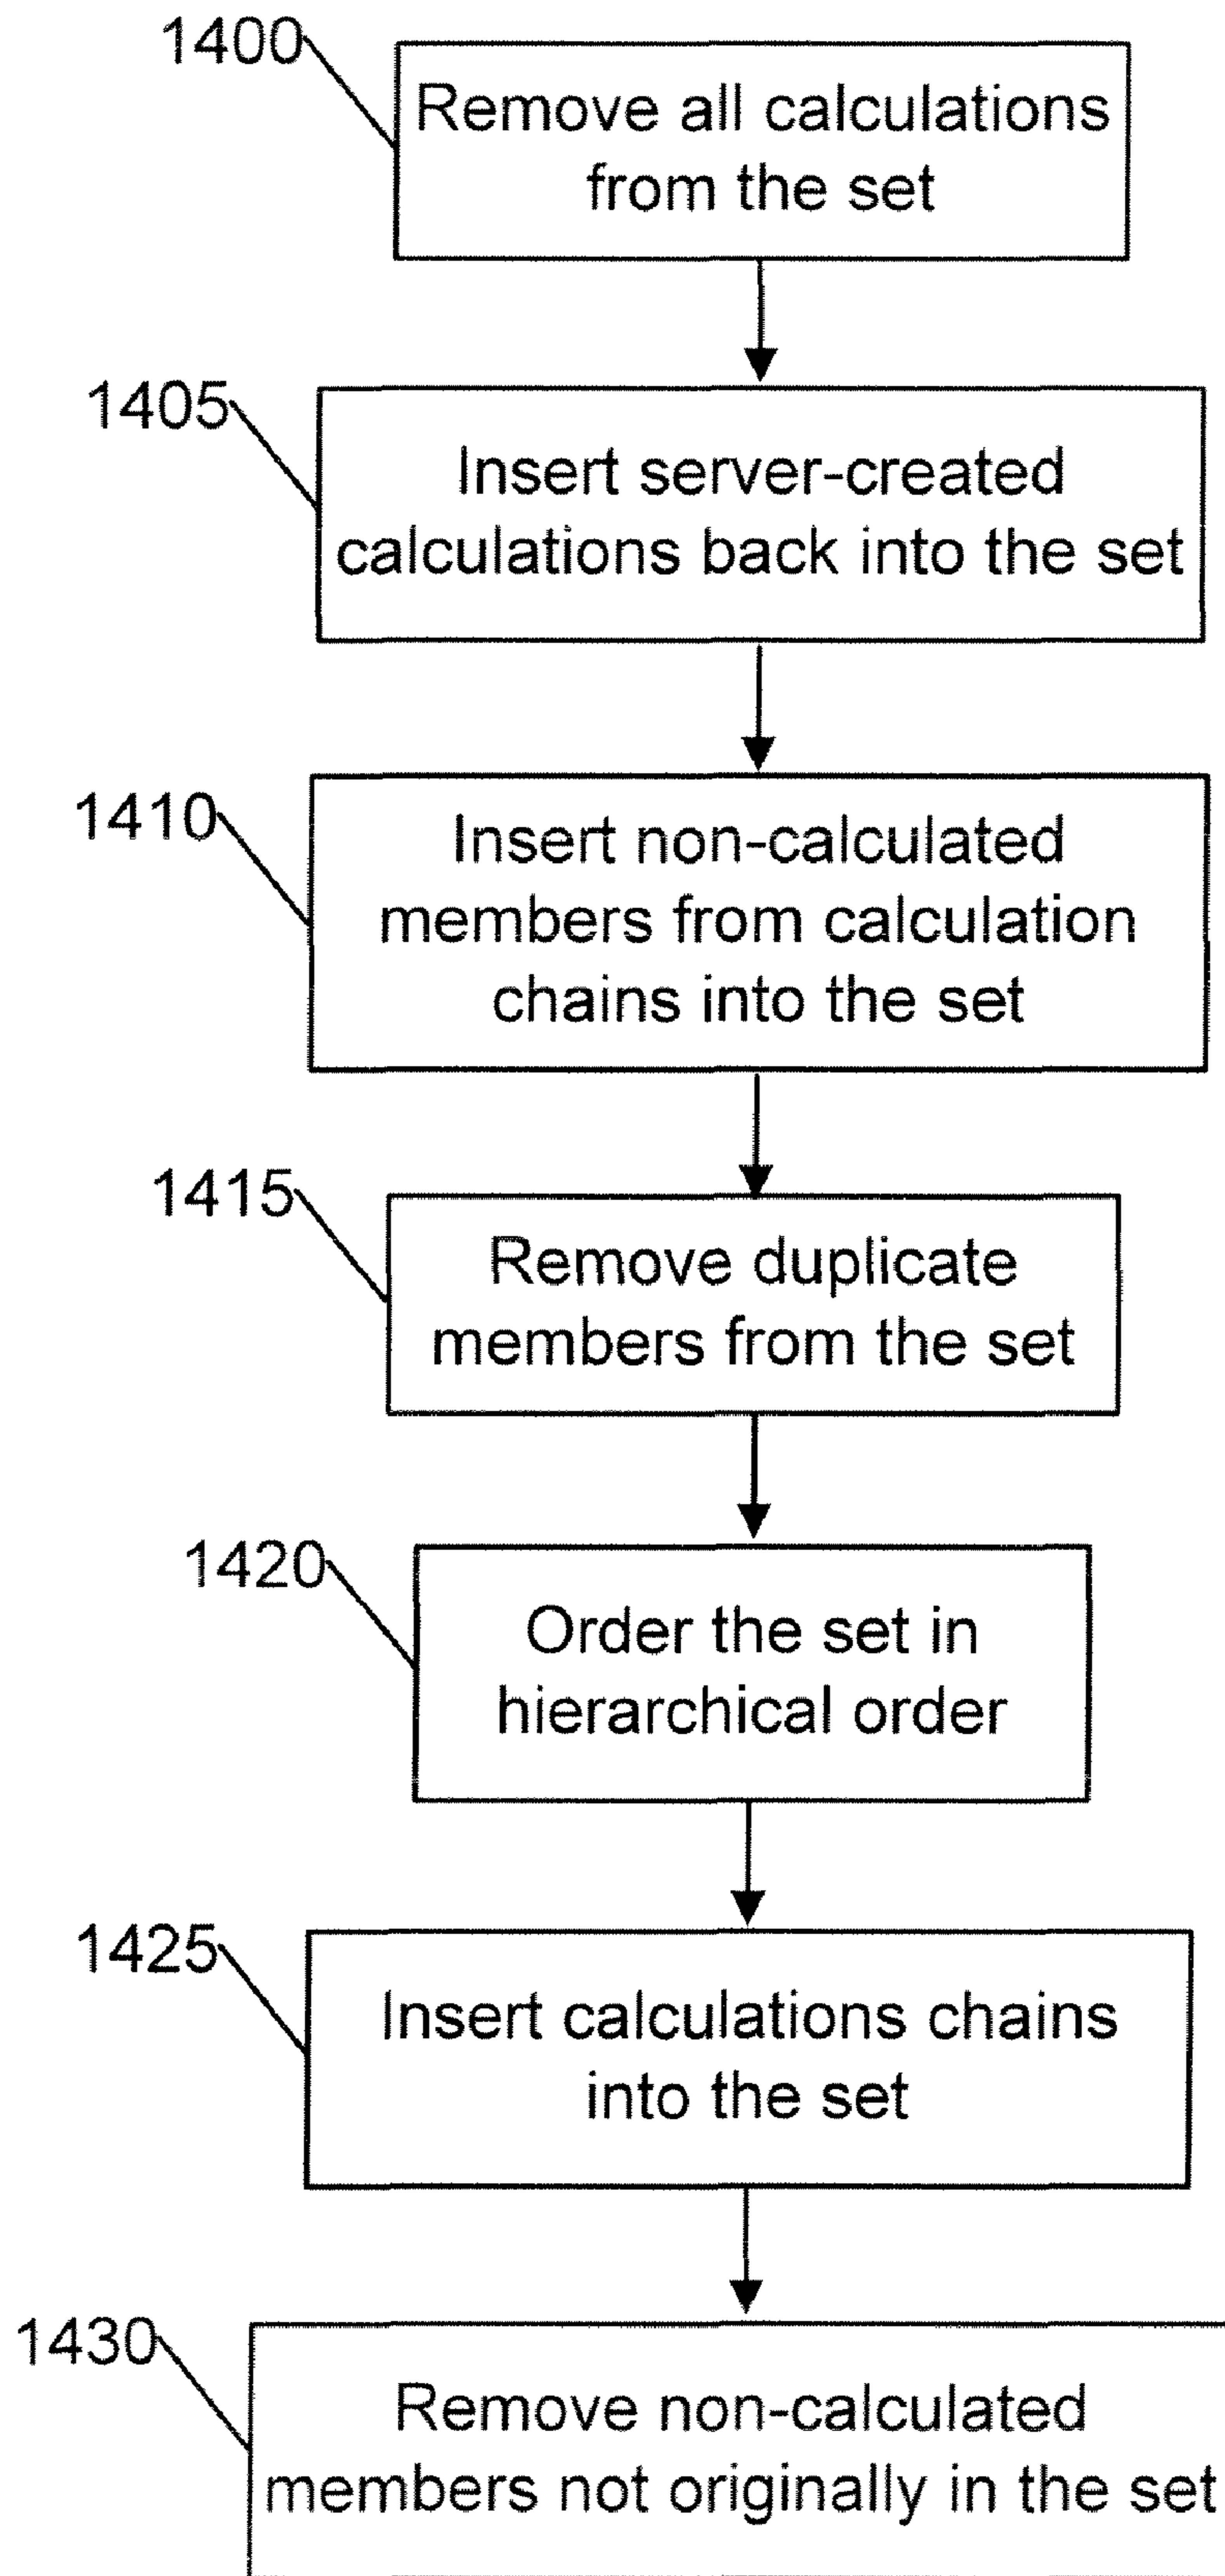 1400
Remove all calculations
from the set
1405
Insert server-created
calculations back into the set
1410
Insert non-calculated
members from calculation
chains into the set
1415
Remove duplicate
members from the set
1420
Order the set in
hierarchical order
1425
Insert calculations chains
into the set
1430
Remove non-calculated
members not originally in the set